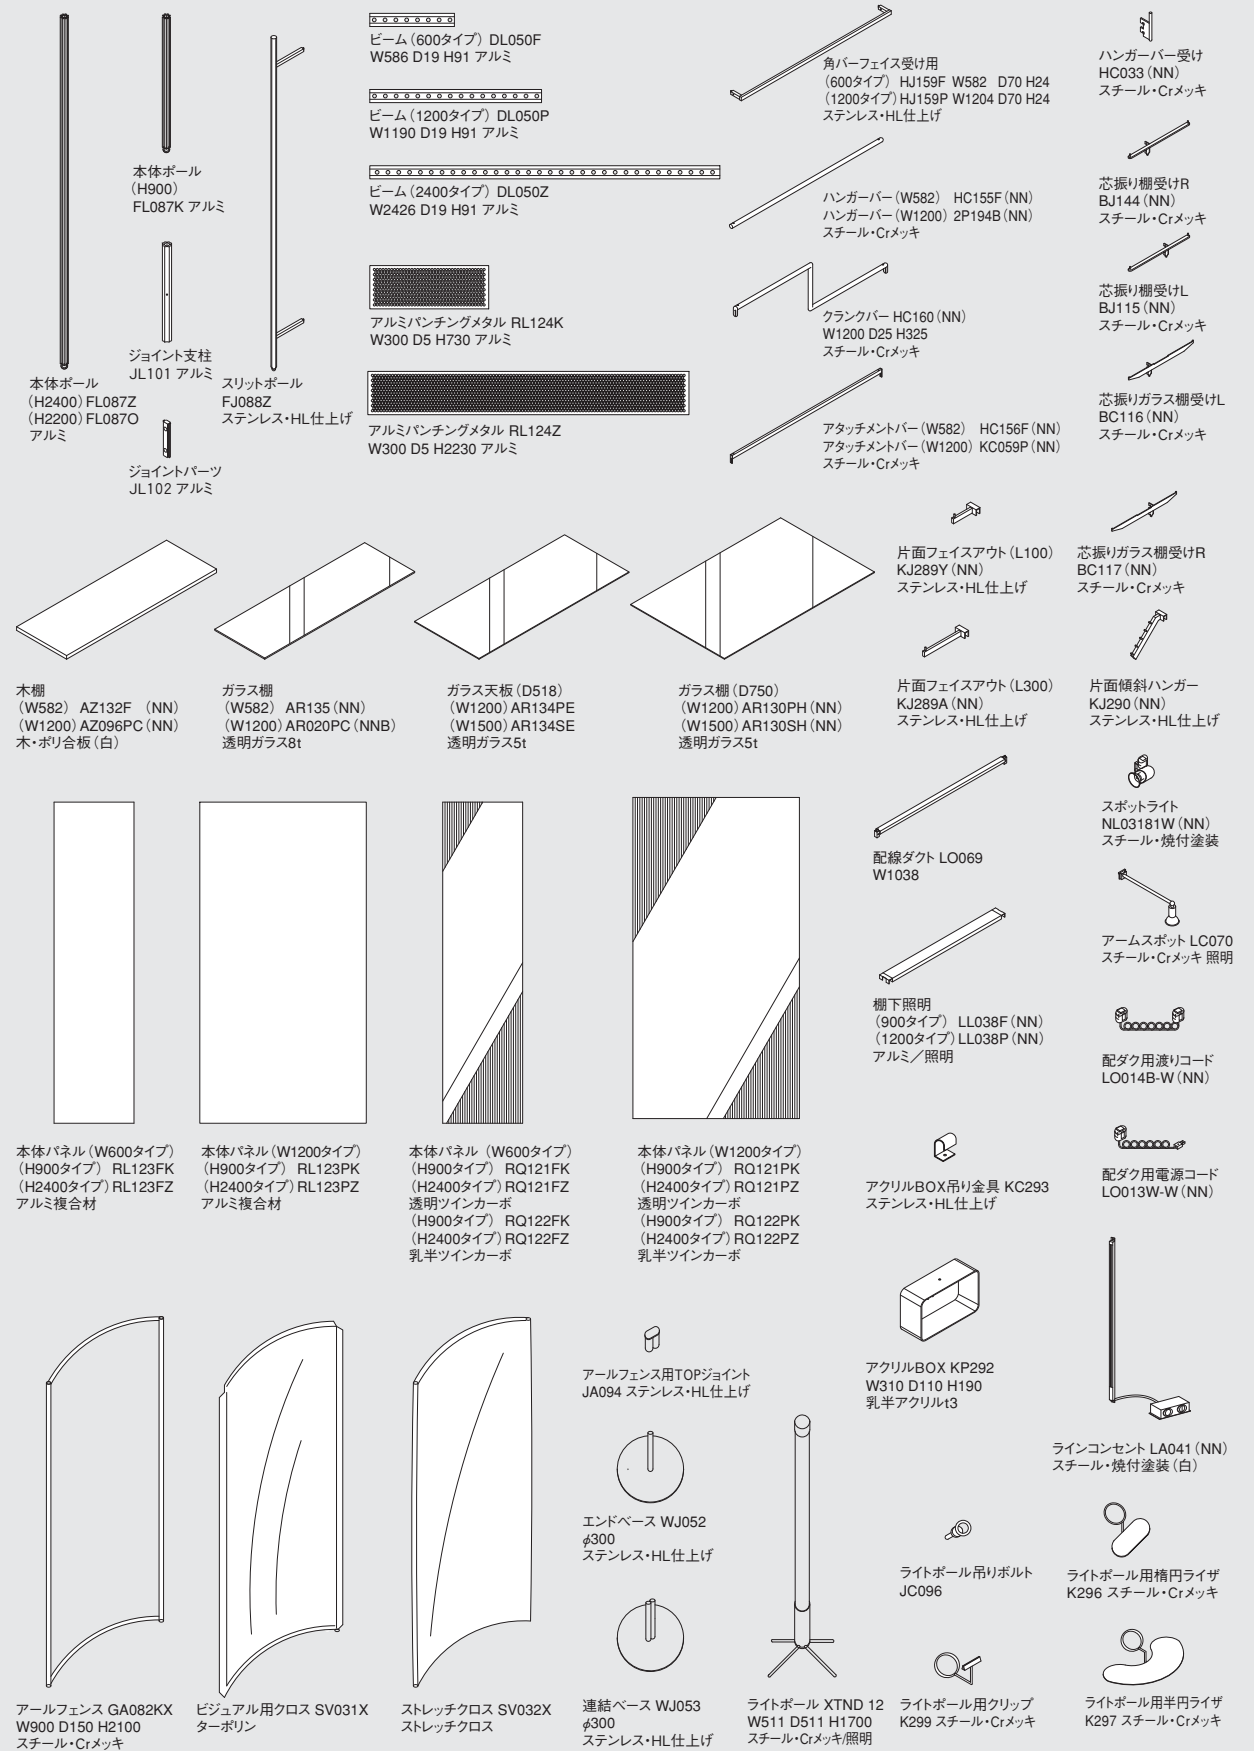 本体ポール
(H2400) FL087Z
(H2200) FL087O
アルミ
本体ポール
(H900)
FL087K アルミ
ジョイント支柱
JL101 アルミ
ジョイントパーツ
JL102 アルミ
スリットポール
FJ088Z
ステンレス・HL仕上げ
ビーム(600タイプ) DL050F
W586 D19 H91 アルミ
ビーム(1200タイプ) DL050P
W1190 D19 H91 アルミ
ビーム(2400タイプ) DL050Z
W2426 D19 H91 アルミ
アルミパンチングメタル RL124K
W300 D5 H730 アルミ
アルミパンチングメタル RL124Z
W300 D5 H2230 アルミ
角バーフェイス受け用
(600タイプ) HJ159F W582 D70 H24
(1200タイプ) HJ159P W1204 D70 H24
ステンレス・HL仕上げ
ハンガーバー(W582) HC155F(NN)
ハンガーバー(W1200) 2P194B(NN)
スチール・Crメッキ
クランクバー HC160(NN)
W1200 D25 H325
スチール・Crメッキ
アタッチメントバー(W582) HC156F(NN)
アタッチメントバー(W1200) KC059P(NN)
スチール・Crメッキ
ハンガーバー受け
HC033(NN)
スチール・Crメッキ
芯振り棚受けR
BJ144(NN)
スチール・Crメッキ
芯振り棚受けL
BJ115(NN)
スチール・Crメッキ
芯振りガラス棚受けL
BC116(NN)
スチール・Crメッキ
片面フェイスアウト(L100)
KJ289Y(NN)
ステンレス・HL仕上げ
芯振りガラス棚受けR
BC117(NN)
スチール・Crメッキ
木棚
(W582) AZ132F (NN)
(W1200) AZ096PC(NN)
木・ポリ合板(白)
ガラス棚
(W582) AR135(NN)
(W1200) AR020PC(NNB)
透明ガラス8t
ガラス天板(D518)
(W1200) AR134PE
(W1500) AR134SE
透明ガラス5t
ガラス棚(D750)
(W1200) AR130PH(NN)
(W1500) AR130SH(NN)
透明ガラス5t
片面フェイスアウト(L300)
KJ289A(NN)
ステンレス・HL仕上げ
片面傾斜ハンガー
KJ290(NN)
ステンレス・HL仕上げ
配線ダクト LO069
W1038
スポットライト
NL03181W(NN)
スチール・焼付塗装
アームスポット LC070
スチール・Crメッキ 照明
棚下照明
(900タイプ) LL038F(NN)
(1200タイプ) LL038P(NN)
アルミ/照明
配ダク用渡りコード
LO014B-W(NN)
本体パネル(W600タイプ)
(H900タイプ) RL123FK
(H2400タイプ) RL123FZ
アルミ複合材
本体パネル(W1200タイプ)
(H900タイプ) RL123PK
(H2400タイプ) RL123PZ
アルミ複合材
本体パネル(W600タイプ)
(H900タイプ) RQ121FK
(H2400タイプ) RQ121FZ
透明ツインカーボ
(H900タイプ) RQ122FK
(H2400タイプ) RQ122FZ
乳半ツインカーボ
本体パネル(W1200タイプ)
(H900タイプ) RQ121PK
(H2400タイプ) RQ121PZ
透明ツインカーボ
(H900タイプ) RQ122PK
(H2400タイプ) RQ122PZ
乳半ツインカーボ
アクリルBOX吊り金具 KC293
ステンレス・HL仕上げ
配ダク用電源コード
LO013W-W(NN)
アクリルBOX KP292
W310 D110 H190
乳半アクリルt3
ラインコンセント LA041(NN)
スチール・焼付塗装(白)
アールフェンス GA082KX
W900 D150 H2100
スチール・Crメッキ
ビジュアル用クロス SV031X
ターポリン
ストレッチクロス SV032X
ストレッチクロス
アールフェンス用TOPジョイント
JA094 ステンレス・HL仕上げ
エンドベース WJ052
φ300
ステンレス・HL仕上げ
連結ベース WJ053
φ300
ステンレス・HL仕上げ
ライトポール XTND 12
W511 D511 H1700
スチール・Crメッキ/照明
ライトポール吊りボルト
JC096
ライトポール用楕円ライザ
K296 スチール・Crメッキ
ライトポール用クリップ
K299 スチール・Crメッキ
ライトポール用半円ライザ
K297 スチール・Crメッキ